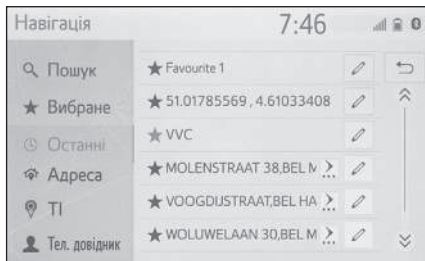 Навігація 7:46
Пошук
Вибране
Останні
Адреса
ТІ
Тел. довідник
Favourite 1
51.01785569 , 4.61033408
VVC
MOLENSTRAAT 38,BEL M
VOOGDIJSTRAAT,BEL HA
WOLUWELAAN 30,BEL M